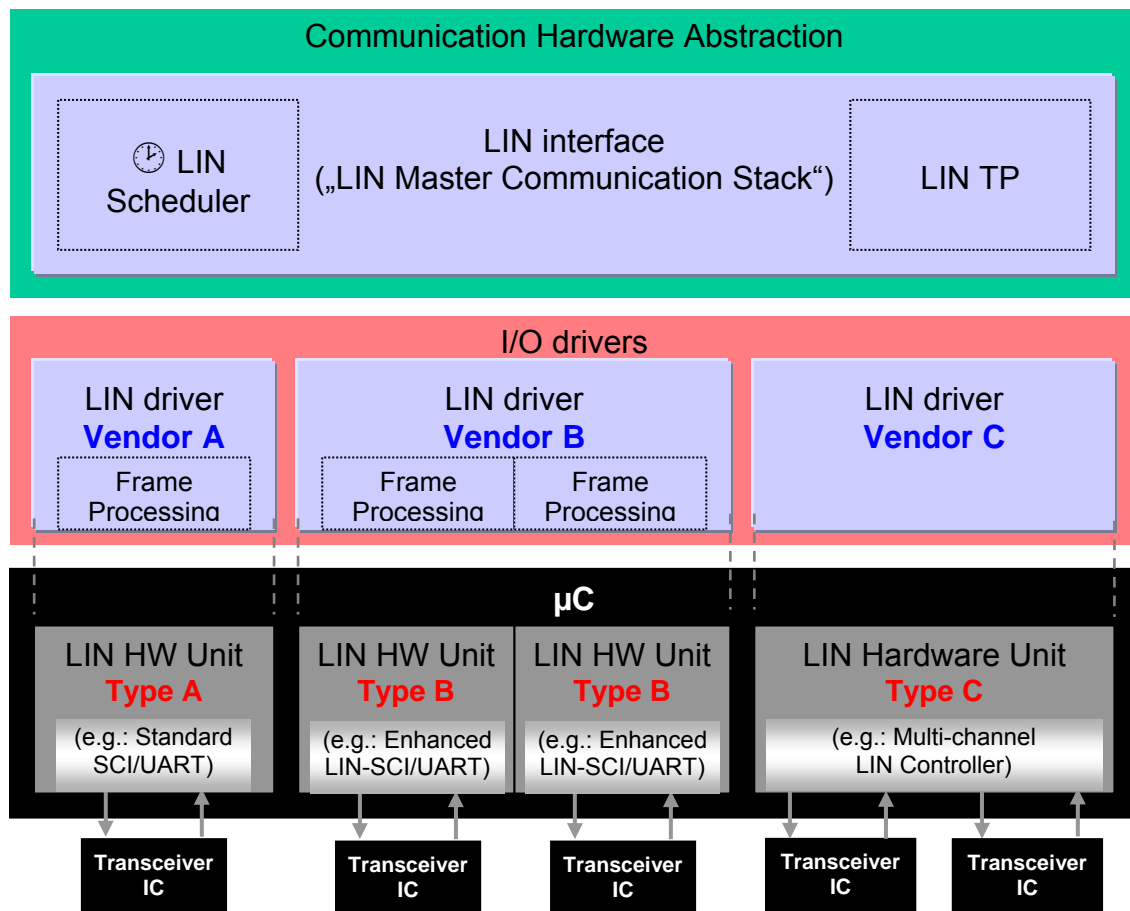 Communication Hardware Abstraction
🕑 LIN
Scheduler
LIN interface
(„LIN Master Communication Stack“)
LIN TP
I/O drivers
LIN driver
Vendor A
Frame
Processing
LIN driver
Vendor B
Frame
Processing
Frame
Processing
LIN driver
Vendor C
µC
LIN HW Unit
Type A
(e.g.: Standard
SCI/UART)
LIN HW Unit
Type B
(e.g.: Enhanced
LIN-SCI/UART)
LIN HW Unit
Type B
(e.g.: Enhanced
LIN-SCI/UART)
LIN Hardware Unit
Type C
(e.g.: Multi-channel
LIN Controller)
Transceiver
IC
Transceiver
IC
Transceiver
IC
Transceiver
IC
Transceiver
IC